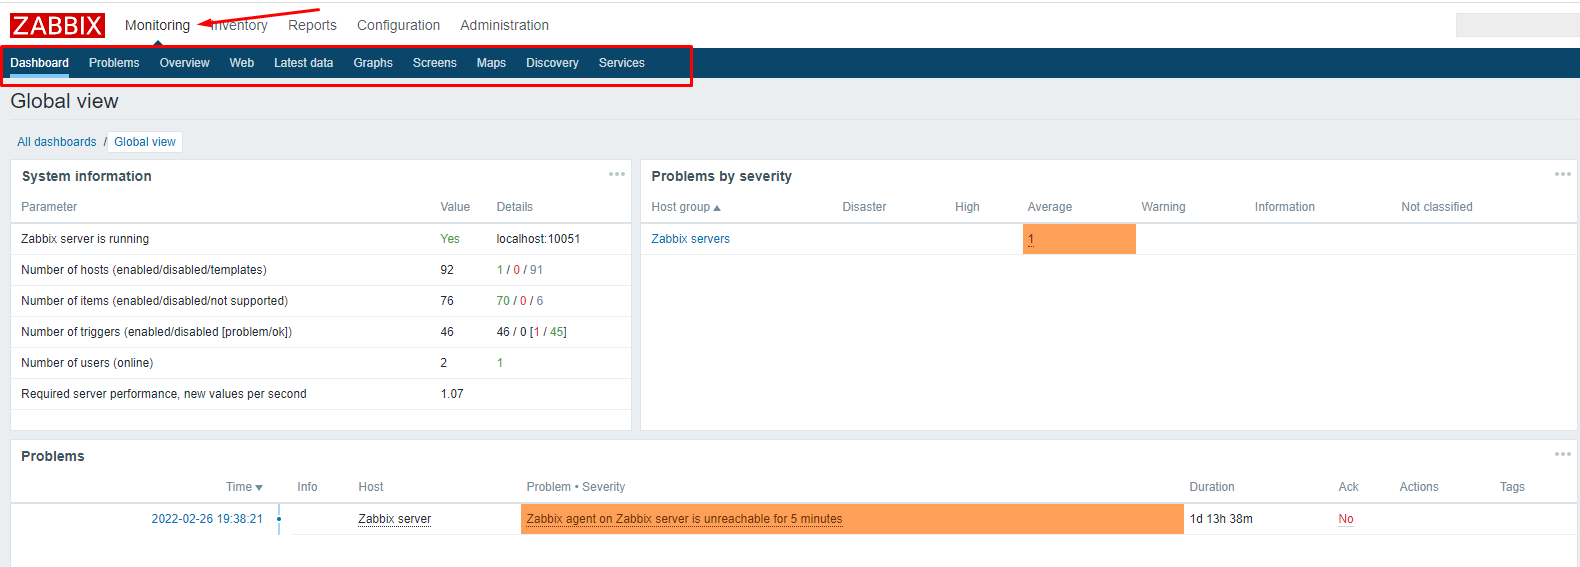 ZABBIX Monitoring Inventory Reports Configuration Administration
Dashboard Problems Overview Web Latest data Graphs Screens Maps Discovery Services
Global view
All dashboards / Global view
System information
Parameter Value Details
Zabbix server is running Yes localhost:10051
Number of hosts (enabled/disabled/templates) 92 1 / 0 / 91
Number of items (enabled/disabled/not supported) 76 70 / 0 / 6
Number of triggers (enabled/disabled [problem/ok]) 46 46 / 0 [1 / 45]
Number of users (online) 2 1
Required server performance, new values per second 1.07
Problems by severity
Host group Disaster High Average Warning Information Not classified
Zabbix servers 1
Problems
Time Info Host Problem • Severity Duration Ack Actions Tags
2022-02-26 19:38:21 Zabbix server Zabbix agent on Zabbix server is unreachable for 5 minutes 1d 13h 38m No